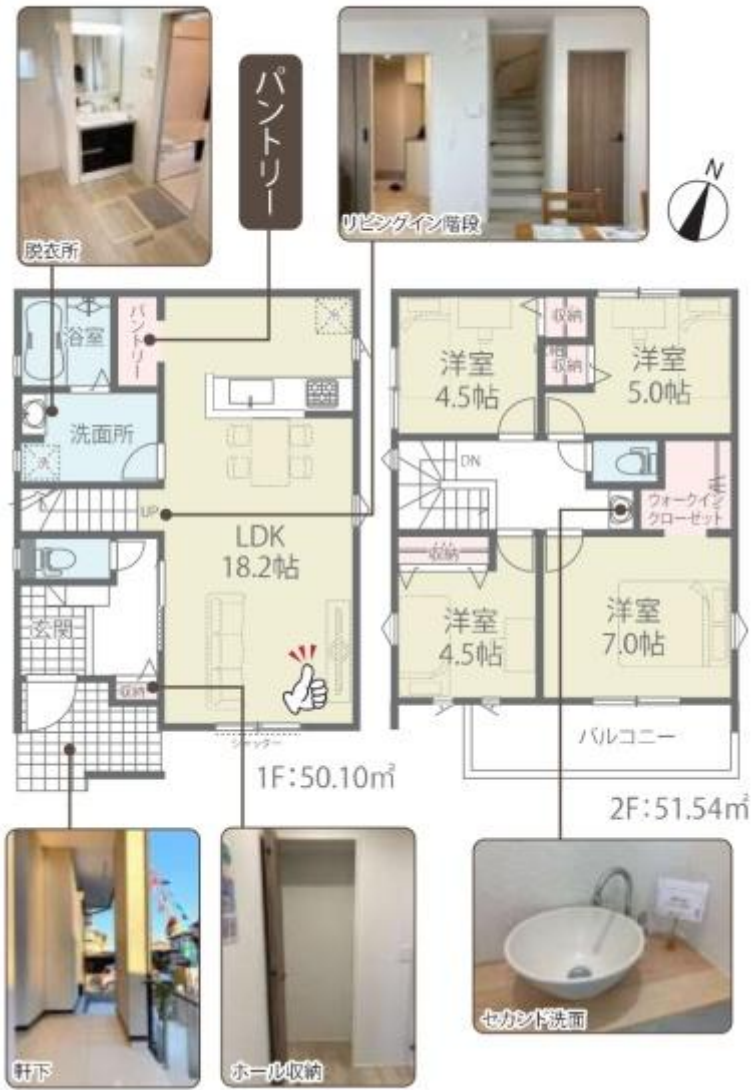 パントリー
脱衣所
リビングイン階段
N
浴室
パントリー
冷
洗面所
洗
UP
LDK
18.2帖
玄関
収納
シャッター
1F:50.10㎡
洋室
4.5帖
収納
収納
洋室
5.0帖
DN
ウォークイン
クローゼット
収納
洋室
4.5帖
洋室
7.0帖
バルコニー
2F:51.54㎡
軒下
ホール収納
セカンド洗面